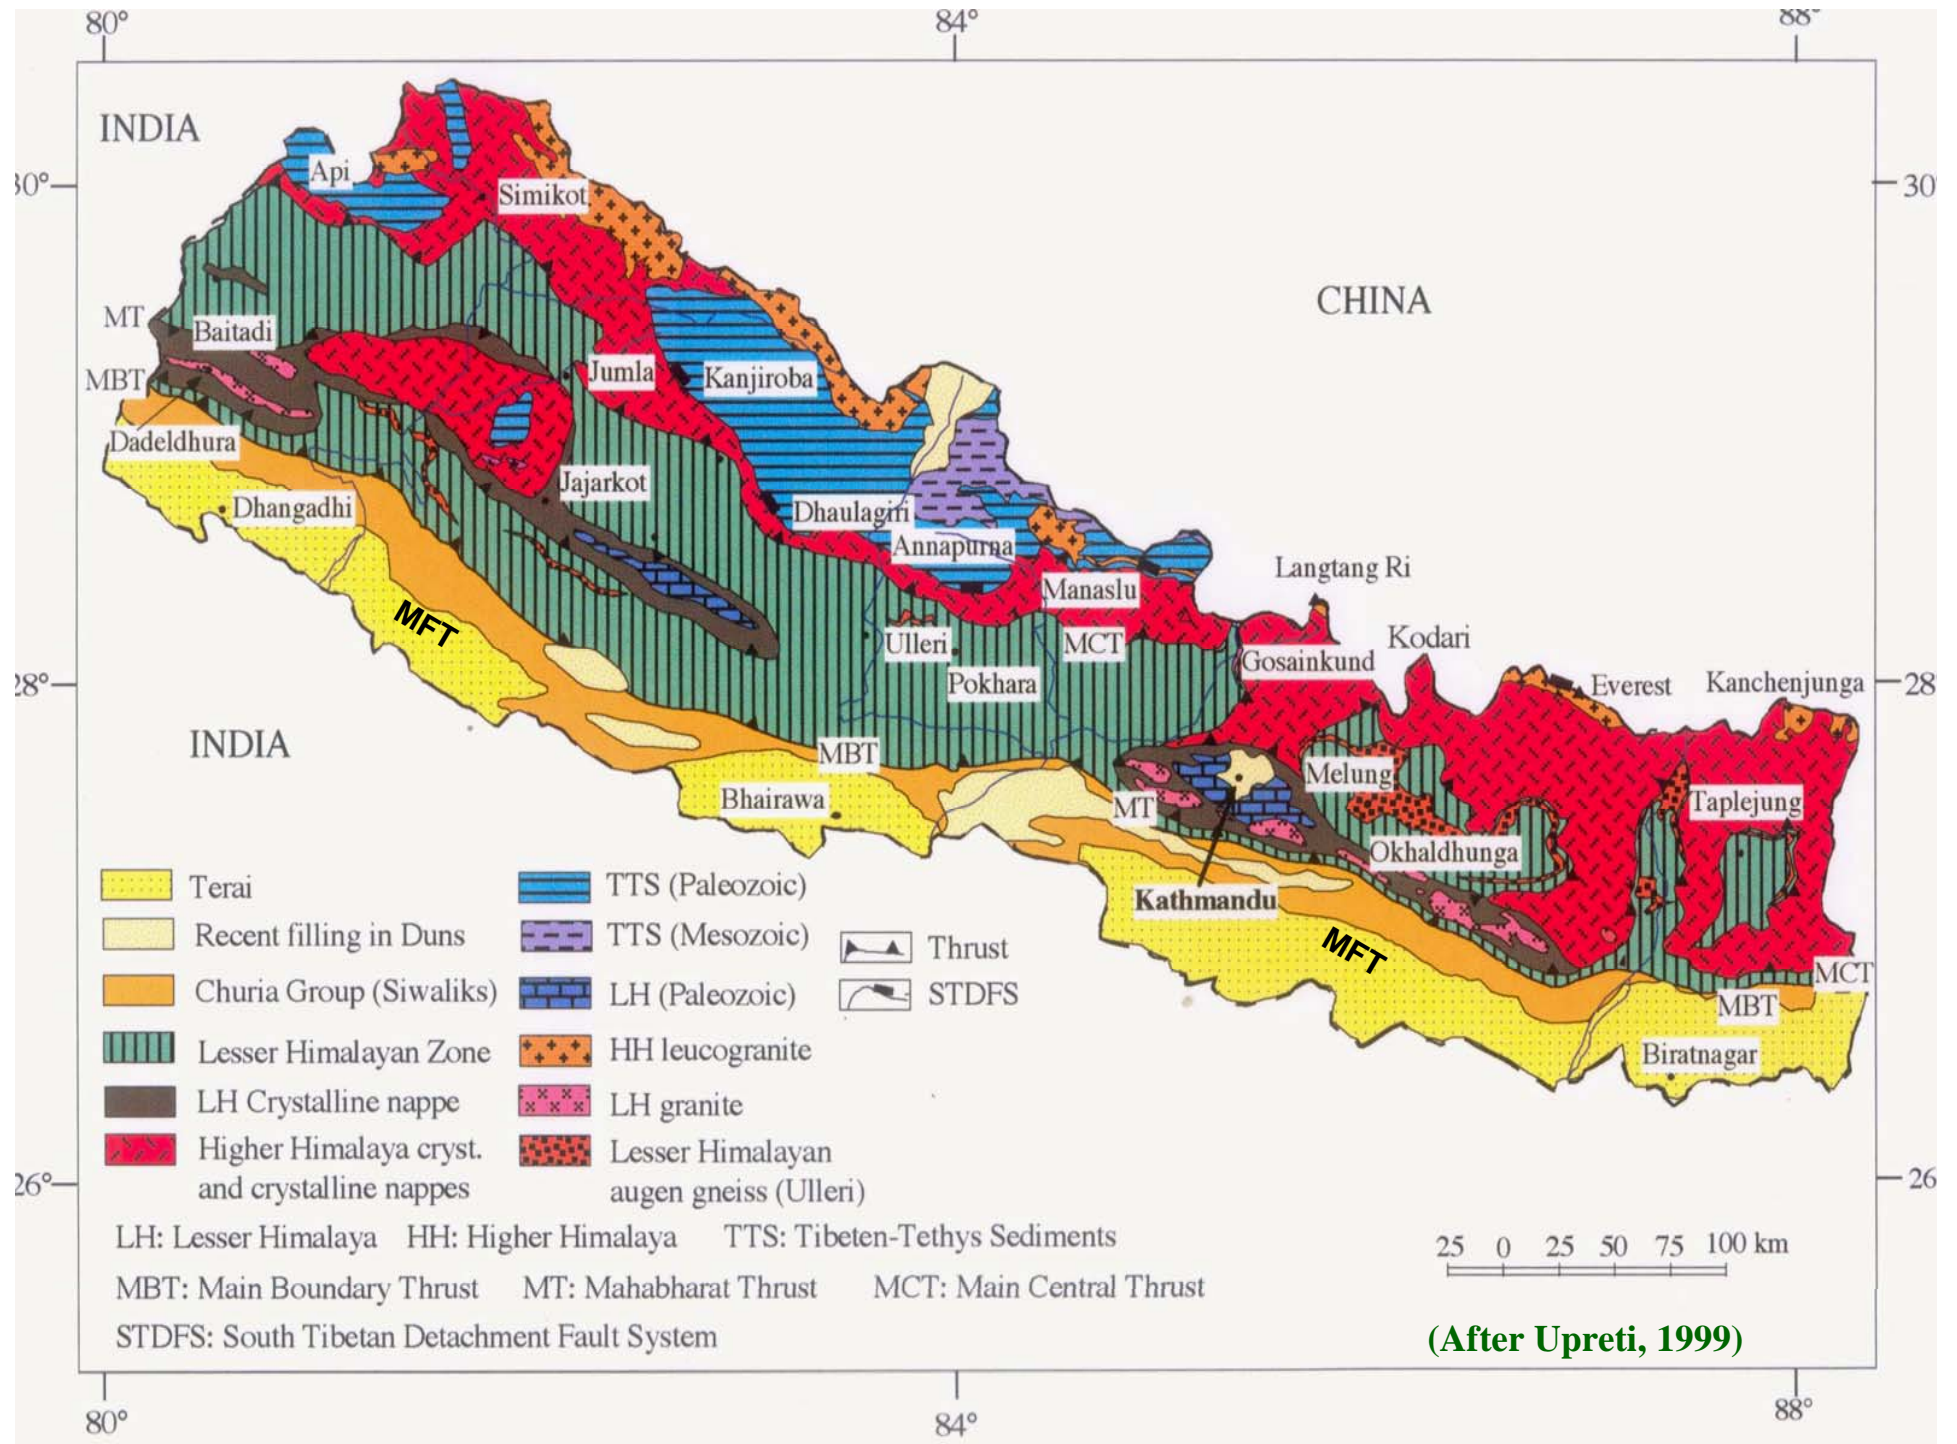 80° 84° 88°
INDIA
Api
30° 30°
Simikot
CHINA
MT
Baitadi
MBT
Jumla
Kanjiroba
Dadeldhura
Jajarkot
Dhangadhi
Dhaulagiri
Annapurna
Langtang Ri
Manaslu
MFT
Ulleri
MCT
Kodari
Gosainkund
28° 28°
Pokhara
Everest
Kanchenjunga
INDIA
MBT
Melung
Bhairawa
MT
Taplejung
Okhaldhunga
Kathmandu
MFT
MCT
MBT
Biratnagar
Terai
Recent filling in Duns
Churia Group (Siwaliks)
Lesser Himalayan Zone
LH Crystalline nappe
Higher Himalaya cryst.
and crystalline nappes
TTS (Paleozoic)
TTS (Mesozoic)
LH (Paleozoic)
HH leucogranite
LH granite
Lesser Himalayan
augen gneiss (Ulleri)
Thrust
STDFS
26° 26
LH: Lesser Himalaya HH: Higher Himalaya TTS: Tibeten-Tethys Sediments
MBT: Main Boundary Thrust MT: Mahabharat Thrust MCT: Main Central Thrust
STDFS: South Tibetan Detachment Fault System
25 0 25 50 75 100 km
(After Upreti, 1999)
80° 84° 88°